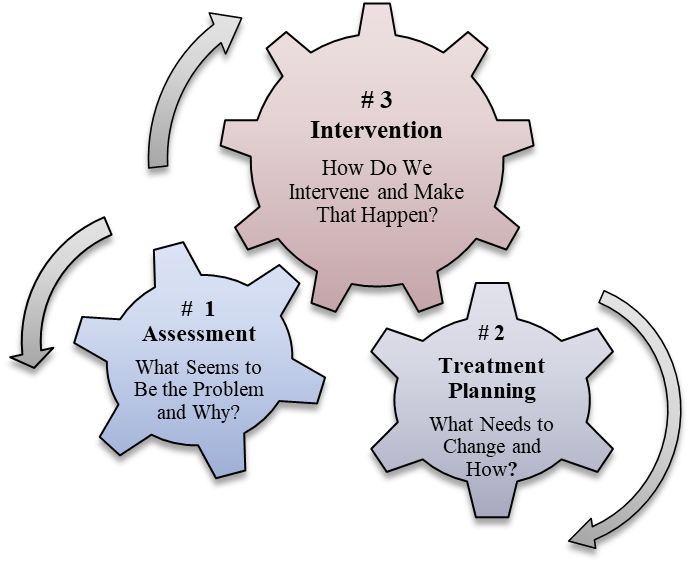 # 3
Intervention
How Do We
Intervene and Make
That Happen?
# 1
Assessment
What Seems to
Be the Problem
and Why?
# 2
Treatment
Planning
What Needs to
Change and
How?